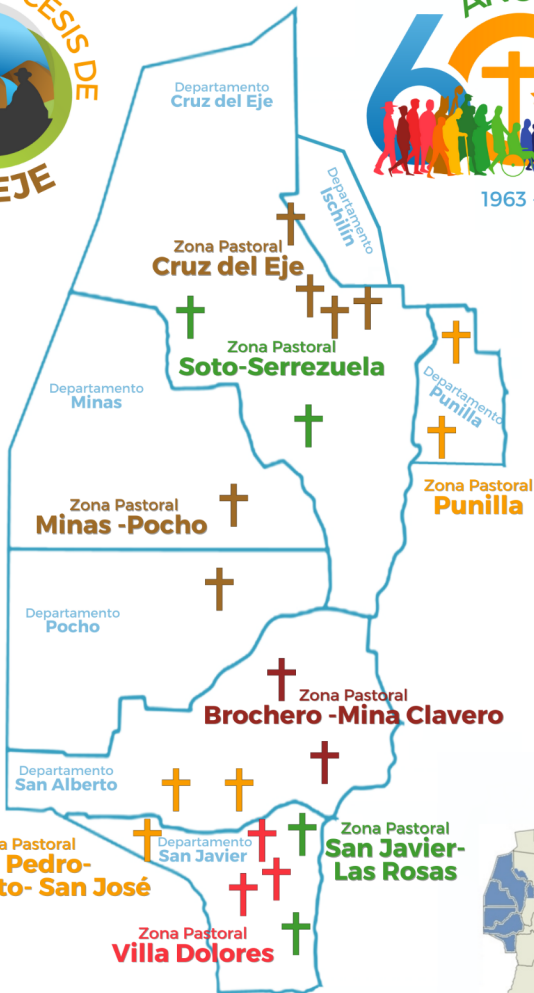 CESIS DE
EJE
60
1963 -
Departamento
Cruz del Eje
Departamento
Ischilín
Zona Pastoral
Cruz del Eje
Zona Pastoral
Soto-Serrezuela
Departamento
Minas
Departamento
Punilla
Zona Pastoral
Punilla
Zona Pastoral
Minas -Pocho
Departamento
Pocho
Zona Pastoral
Brochero -Mina Clavero
Departamento
San Alberto
Departamento
San Javier
Zona Pastoral
San Javier-
Las Rosas
a Pastoral
Pedro-
to- San José
Zona Pastoral
Villa Dolores